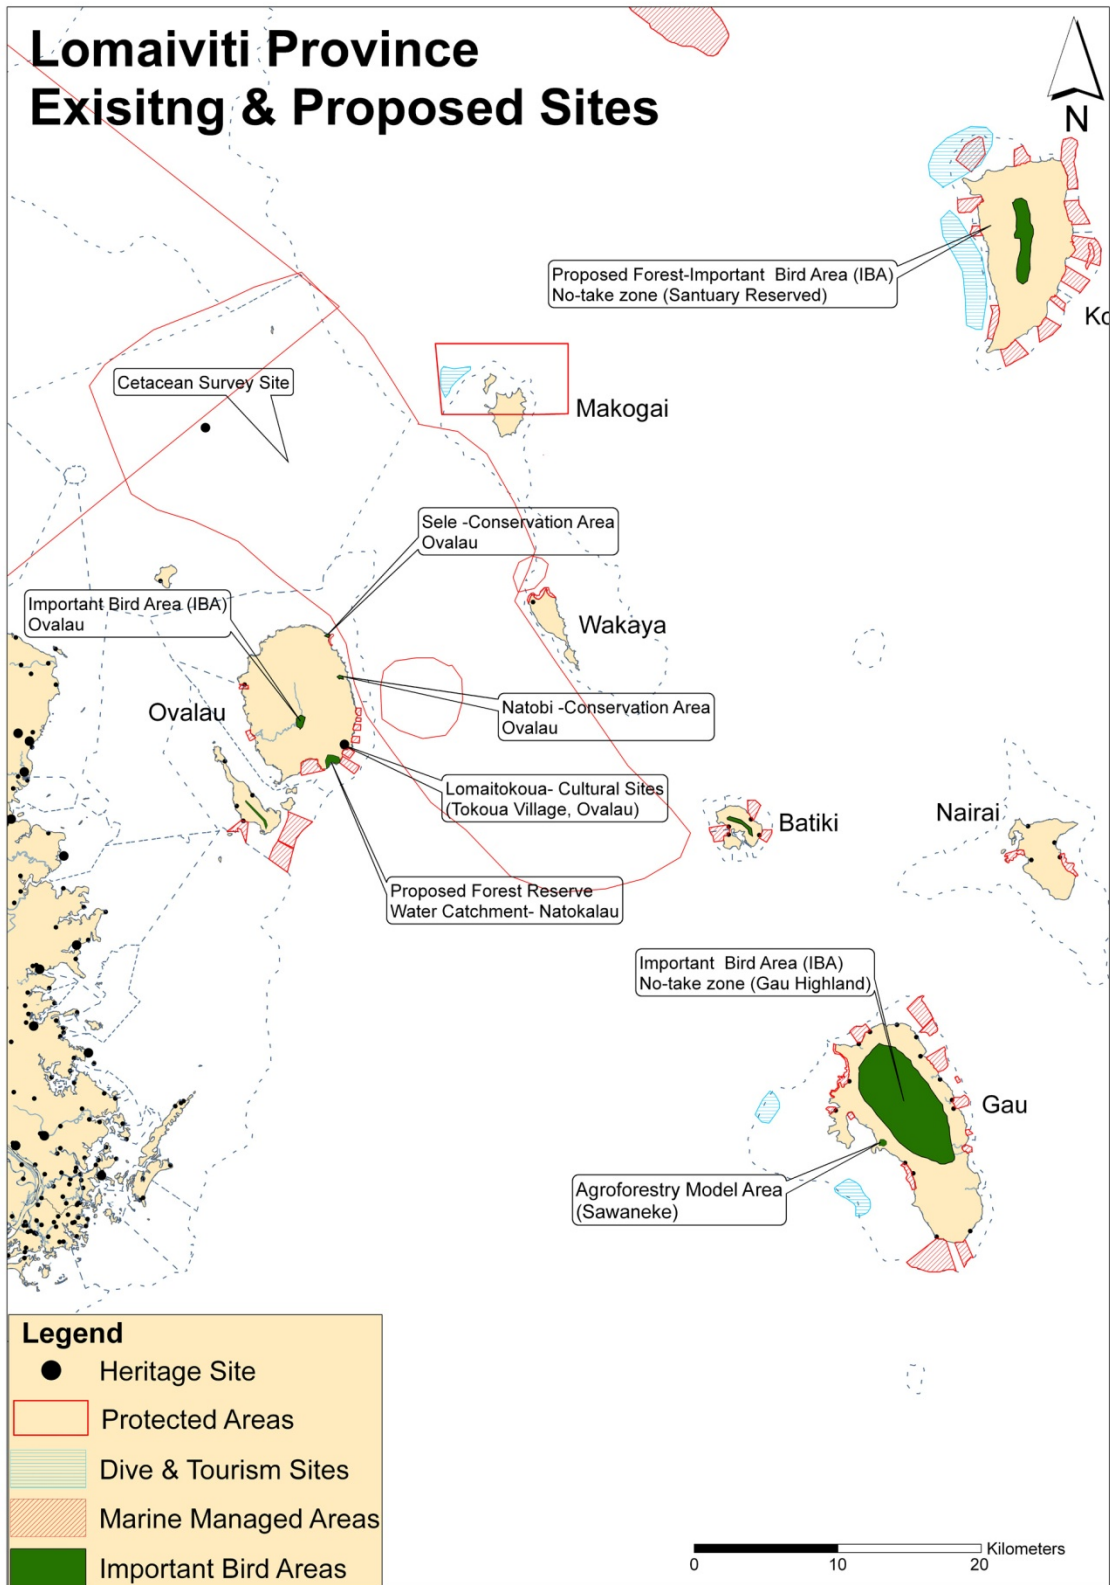 Lomaiviti Province
Exisitng & Proposed Sites
N
Proposed Forest-Important Bird Area (IBA)
No-take zone (Santuary Reserved)
Ko
Cetacean Survey Site
Makogai
Sele -Conservation Area
Ovalau
Important Bird Area (IBA)
Ovalau
Wakaya
Ovalau
Natobi -Conservation Area
Ovalau
Lomaitokoua- Cultural Sites
(Tokoua Village, Ovalau)
Batiki
Nairai
Proposed Forest Reserve
Water Catchment- Natokalau
Important Bird Area (IBA)
No-take zone (Gau Highland)
Gau
Agroforestry Model Area
(Sawaneke)
Legend
Heritage Site
Protected Areas
Dive & Tourism Sites
Marine Managed Areas
Important Bird Areas
Kilometers
0 10 20